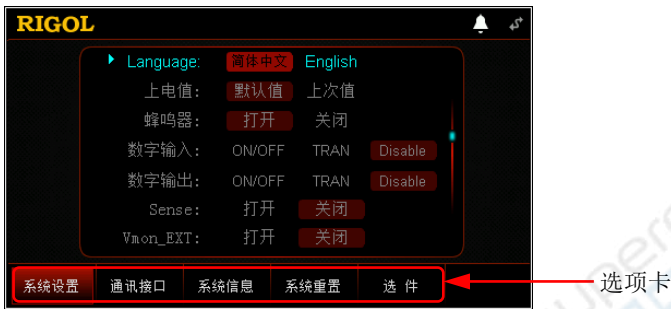 RIGOL
Language: 简体中文 English
上电值: 默认值 上次值
蜂鸣器: 打开 关闭
数字输入: ON/OFF TRAN Disable
数字输出: ON/OFF TRAN Disable
Sense: 打开 关闭
Vmon_EXT: 打开 关闭
系统设置 通讯接口 系统信息 系统重置 选 件
选项卡